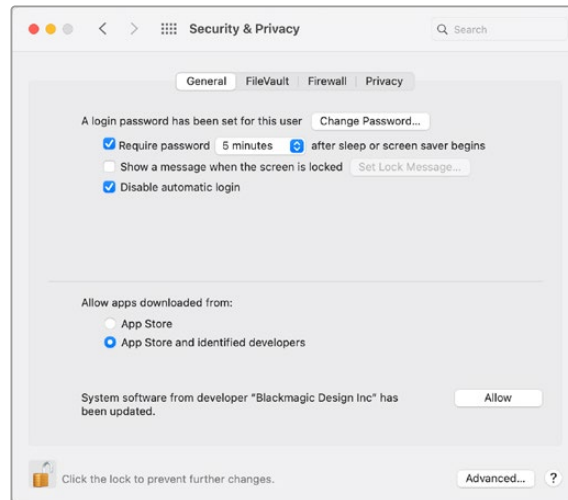 Security & Privacy
Search
General FileVault Firewall Privacy
A login password has been set for this user Change Password...
Require password 5 minutes after sleep or screen saver begins
Show a message when the screen is locked Set Lock Message...
Disable automatic login
Allow apps downloaded from:
App Store
App Store and identified developers
System software from developer “Blackmagic Design Inc” has Allow
been updated.
Click the lock to prevent further changes. Advanced... ?